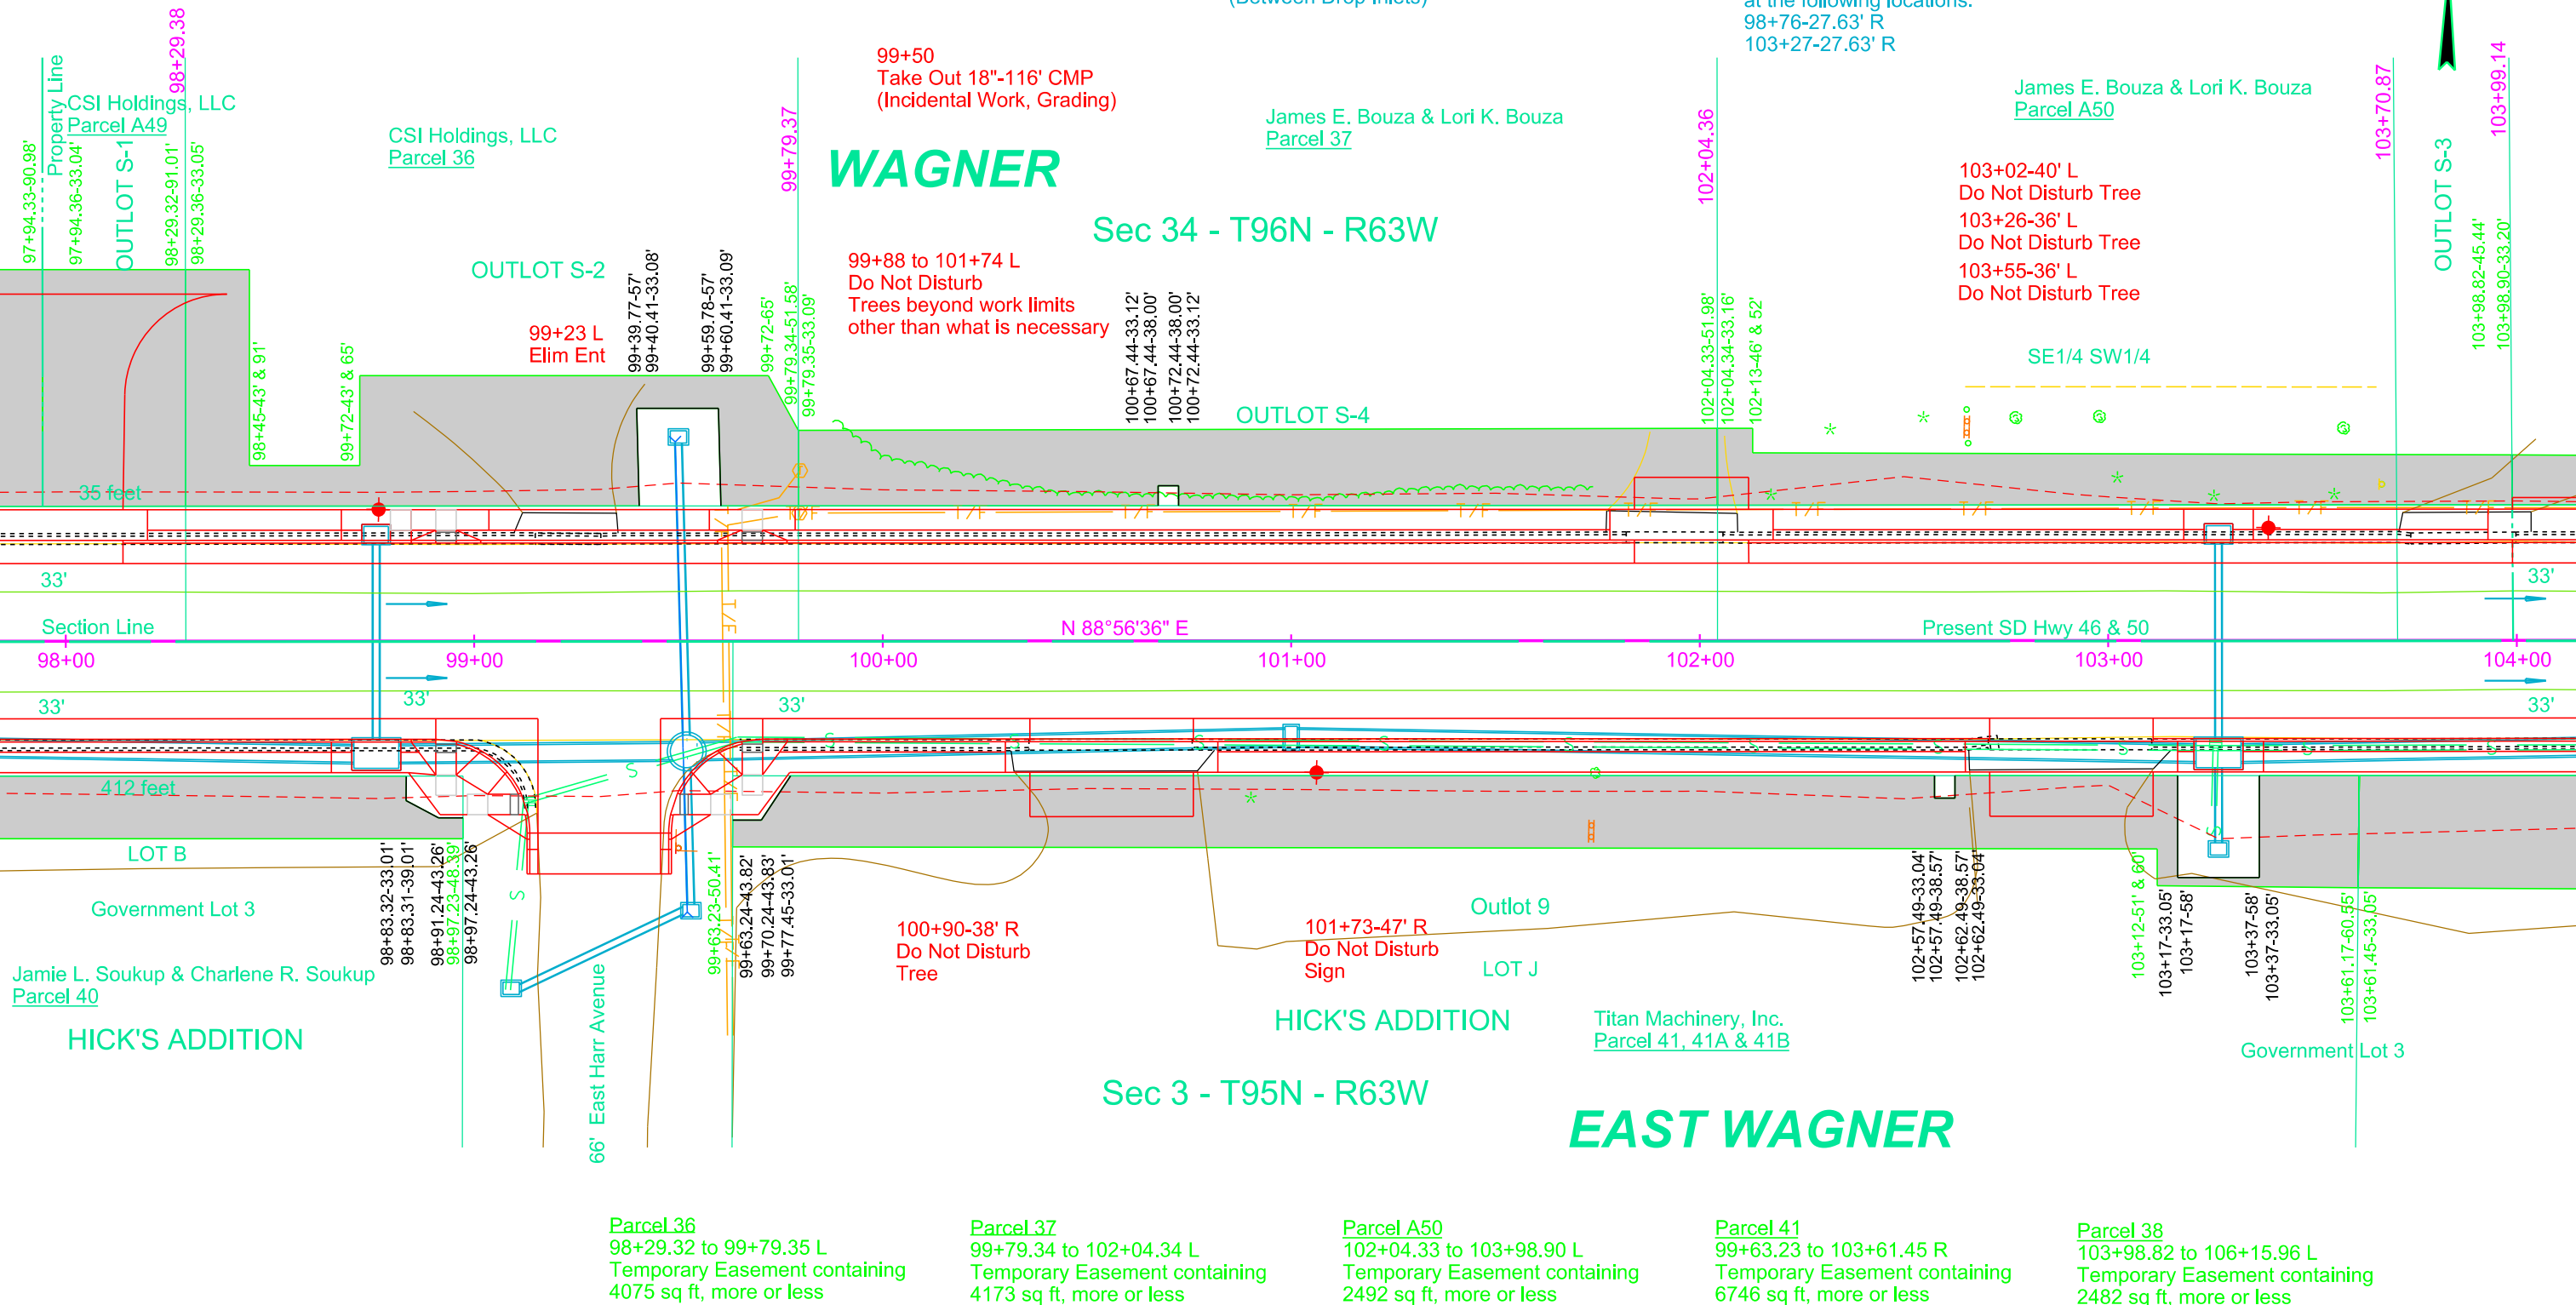 (Between Drop Inlets)
at the following locations:
98+76-27.63' R
103+27-27.63' R
98+29.38
Property Line
CSI Holdings, LLC
Parcel A49
OUTLOT S-1
97+94.33-90.98'
97+94.36-33.04'
98+29.32-91.01'
98+29.36-33.05'
CSI Holdings, LLC
Parcel 36
99+50
Take Out 18"-116' CMP
(Incidental Work, Grading)
99+79.37
WAGNER
James E. Bouza & Lori K. Bouza
Parcel 37
102+04.36
James E. Bouza & Lori K. Bouza
Parcel A50
103+70.87
103+99.14
OUTLOT S-3
103+02-40' L
Do Not Disturb Tree
103+26-36' L
Do Not Disturb Tree
103+55-36' L
Do Not Disturb Tree
Sec 34 - T96N - R63W
OUTLOT S-2
99+88 to 101+74 L
Do Not Disturb
Trees beyond work limits
other than what is necessary
99+23 L
Elim Ent
98+45-43' & 91'
99+72-43' & 65'
99+39.77-57'
99+40.41-33.08'
99+59.78-57'
99+60.41-33.09'
99+72-65'
99+79.34-51.58'
99+79.35-33.09'
100+67.44-33.12'
100+67.44-38.00'
100+72.44-38.00'
100+72.44-33.12'
OUTLOT S-4
102+04.33-51.98'
102+04.34-33.16'
102+13-46' & 52'
SE1/4 SW1/4
103+98.82-45.44'
103+98.90-33.20'
35 feet
T/F
T/F
T/F
T/F
T/F
T/F
T/F
T/F
T/F
T/F
33'
33'
T/F
Section Line
N 88°56'36" E
Present SD Hwy 46 & 50
98+00
99+00
100+00
101+00
102+00
103+00
104+00
33'
33'
33'
33'
T/F
S
S
S
S
S
S
S
S
S
S
S
S
S
412 feet
P
LOT B
Government Lot 3
98+83.32-33.01'
98+83.31-39.01'
98+91.24-43.26'
98+97.23-48.39'
98+97.24-43.26'
99+63.23-50.41'
T/F
99+63.24-43.82'
99+70.24-43.83'
99+77.45-33.01'
100+90-38' R
Do Not Disturb
Tree
101+73-47' R
Do Not Disturb
Sign
Outlot 9
LOT J
102+57.49-33.04'
102+57.49-38.57'
102+62.49-38.57'
102+62.49-33.04'
103+12-51' & 60'
103+17-33.05'
103+17-58'
103+37-58'
103+37-33.05'
103+61.17-60.55'
103+61.45-33.05'
Jamie L. Soukup & Charlene R. Soukup
Parcel 40
HICK'S ADDITION
66' East Harr Avenue
HICK'S ADDITION
Titan Machinery, Inc.
Parcel 41, 41A & 41B
Government Lot 3
Sec 3 - T95N - R63W
EAST WAGNER
Parcel 36
98+29.32 to 99+79.35 L
Temporary Easement containing
4075 sq ft, more or less
Parcel 37
99+79.34 to 102+04.34 L
Temporary Easement containing
4173 sq ft, more or less
Parcel A50
102+04.33 to 103+98.90 L
Temporary Easement containing
2492 sq ft, more or less
Parcel 41
99+63.23 to 103+61.45 R
Temporary Easement containing
6746 sq ft, more or less
Parcel 38
103+98.82 to 106+15.96 L
Temporary Easement containing
2482 sq ft, more or less